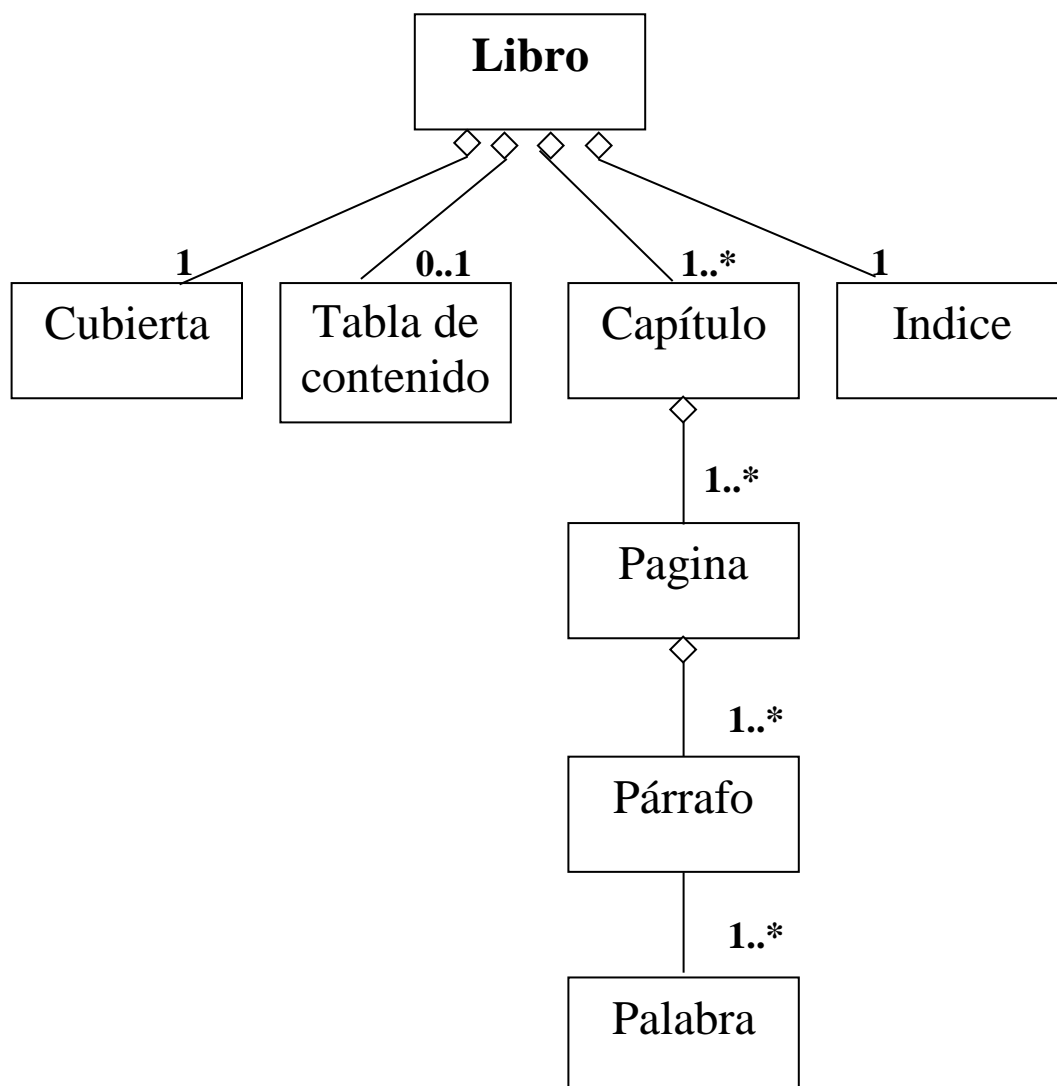 Libro
1
0..1
1..*
1
Cubierta
Tabla de
contenido
Capítulo
Indice
1..*
Pagina
1..*
Párrafo
1..*
Palabra